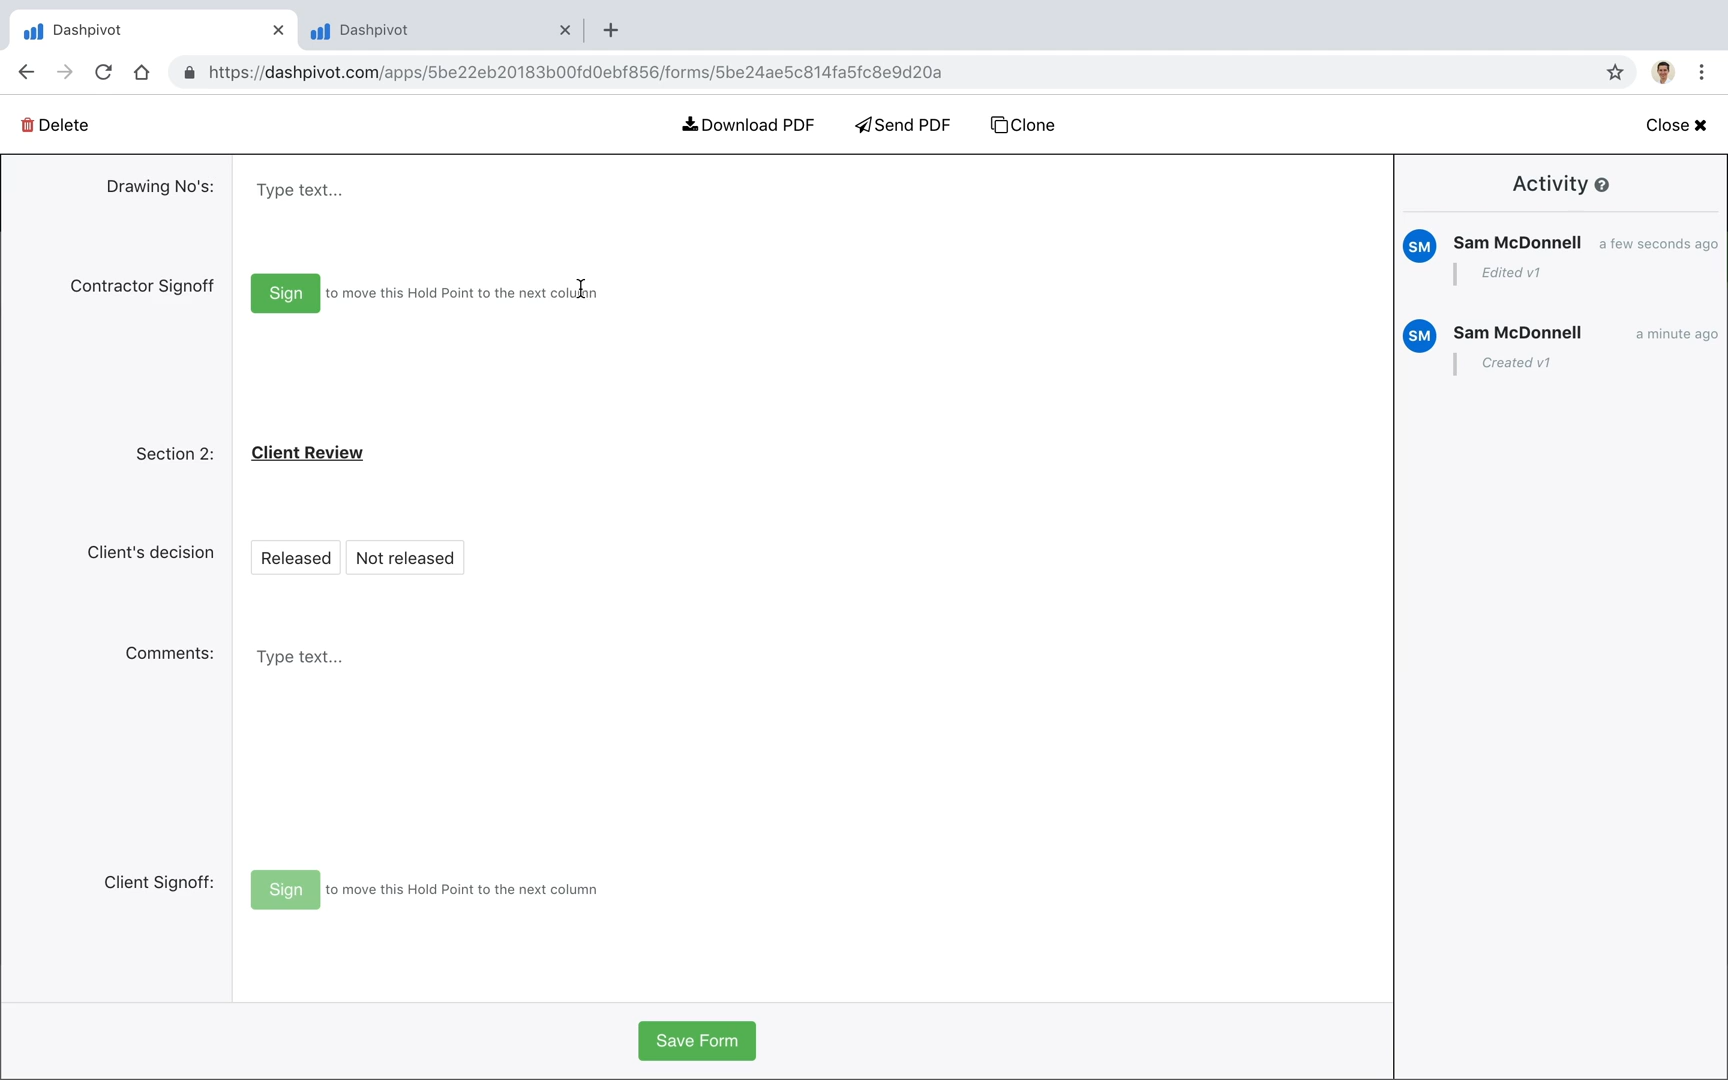 Dashpivot
Dashpivot
https://dashpivot.com/apps/5be22eb20183b00fd0ebf856/forms/5be24ae5c814fa5fc8e9d20a
Delete
Download PDF
Send PDF
Clone
Close
Drawing No's:
Type text...
Contractor Signoff
Sign to move this Hold Point to the next column
Section 2:
Client Review
Client's decision
Released
Not released
Comments:
Type text...
Client Signoff:
Sign to move this Hold Point to the next column
Save Form
Activity ?
SM Sam McDonnell a few seconds ago
Edited v1
SM Sam McDonnell a minute ago
Created v1